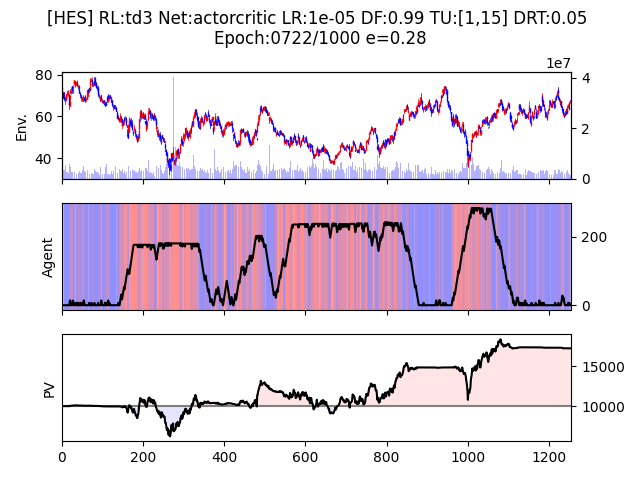 [HES] RL:td3 Net:actorcritic LR:1e-05 DF:0.99 TU:[1,15] DRT:0.05
Epoch:0722/1000 e=0.28
1e7
80
60
40
Env.
4
2
0
Agent
200
0
PV
15000
10000
0
200
400
600
800
1000
1200